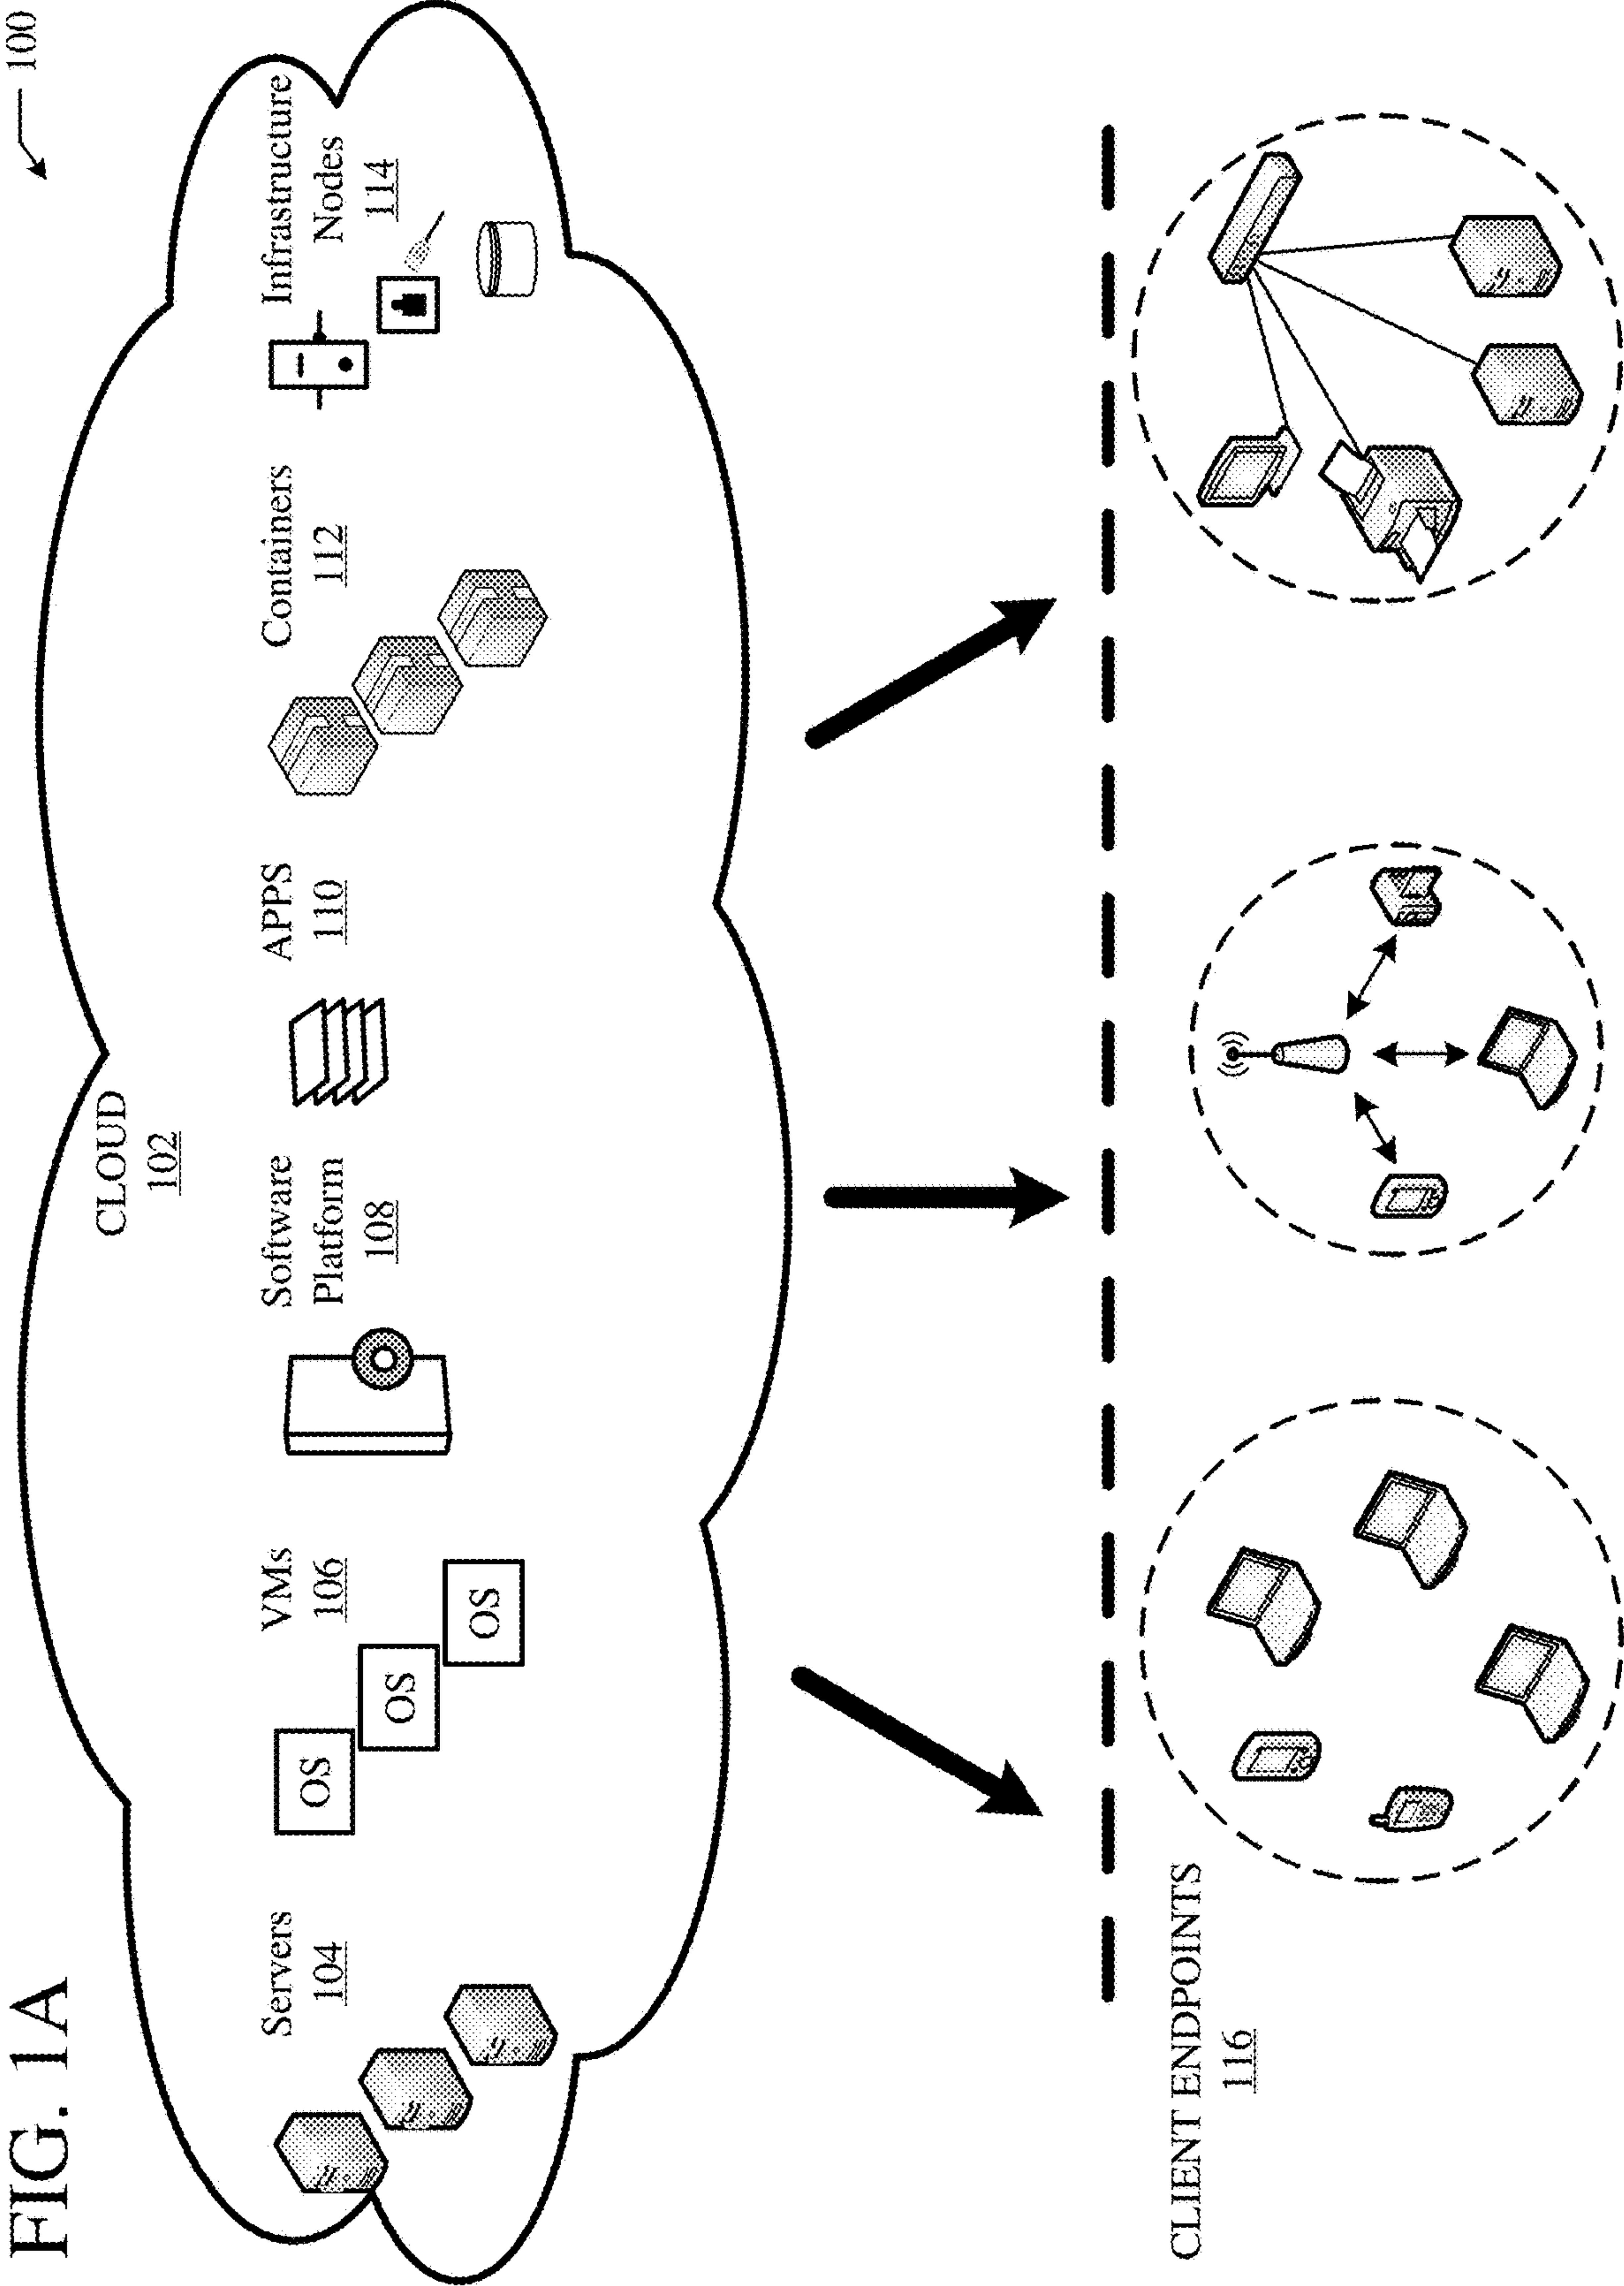 FIG. 1A
100
CLOUD
102
Servers
104
VMs
106
Software
Platform
108
APPS
110
Containers
112
Infrastructure
Nodes
114
OS
OS
OS
CLIENT ENDPOINTS
116